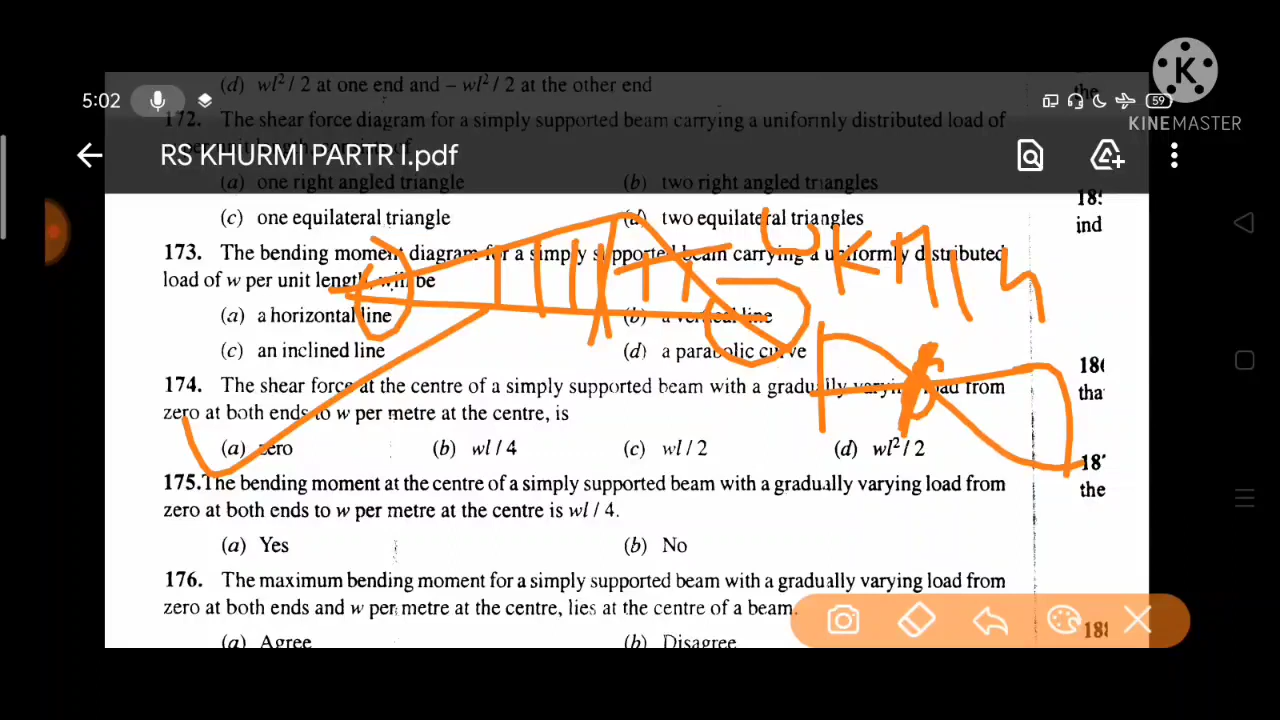 (d) wl² / 2 at one end and – wl² / 2 at the other end
5:02
59
K
KINEMASTER
172. The shear force diagram for a simply supported beam carrying a uniformly distributed load of
RS KHURMI PARTR I.pdf
(a) one right angled triangle (b) two right angled triangles
(c) one equilateral triangle (d) two equilateral triangles
173. The bending moment diagram for a simply supported beam carrying a uniformly distributed
load of w per unit length, will be
(a) a horizontal line (b) a vertical line
(c) an inclined line (d) a parabolic curve
174. The shear force at the centre of a simply supported beam with a gradually varying load from
zero at both ends to w per metre at the centre, is
(a) zero (b) wl / 4 (c) wl / 2 (d) wl² / 2
175. The bending moment at the centre of a simply supported beam with a gradually varying load from
zero at both ends to w per metre at the centre is wl / 4.
(a) Yes (b) No
176. The maximum bending moment for a simply supported beam with a gradually varying load from
zero at both ends and w per metre at the centre, lies at the centre of a beam.
(a) Agree (b) Disagree
ind
tha
the